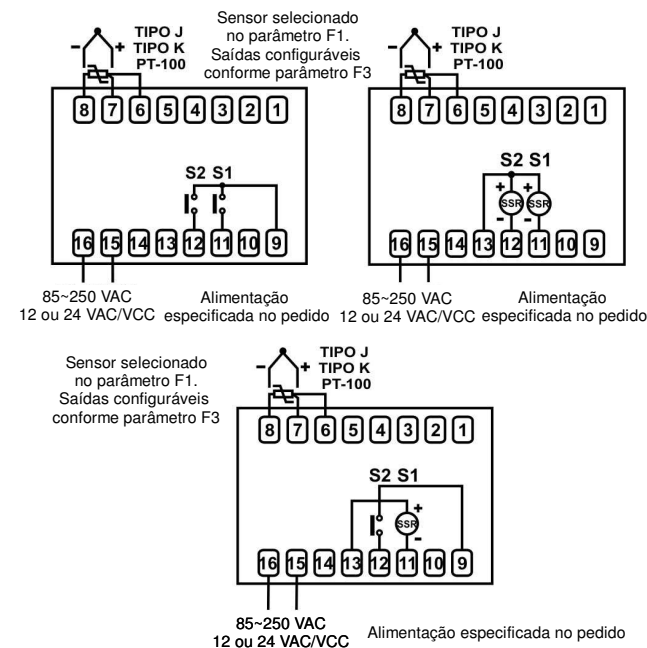 Sensor selecionado
no parâmetro F1.
Saídas configuráveis
conforme parâmetro F3
- + TIPO J
TIPO K
PT-100
8 7 6 5 4 3 2 1
S2 S1
16 15 14 13 12 11 10 9
85~250 VAC
12 ou 24 VAC/VCC
Alimentação
especificada no pedido
- + TIPO J
TIPO K
PT-100
8 7 6 5 4 3 2 1
S2 S1
+ +
SSR SSR
- -
16 15 14 13 12 11 10 9
85~250 VAC
12 ou 24 VAC/VCC
Alimentação
especificada no pedido
Sensor selecionado
no parâmetro F1.
Saídas configuráveis
conforme parâmetro F3
- + TIPO J
TIPO K
PT-100
8 7 6 5 4 3 2 1
S2 S1
+
SSR
-
16 15 14 13 12 11 10 9
85~250 VAC
12 ou 24 VAC/VCC
Alimentação especificada no pedido